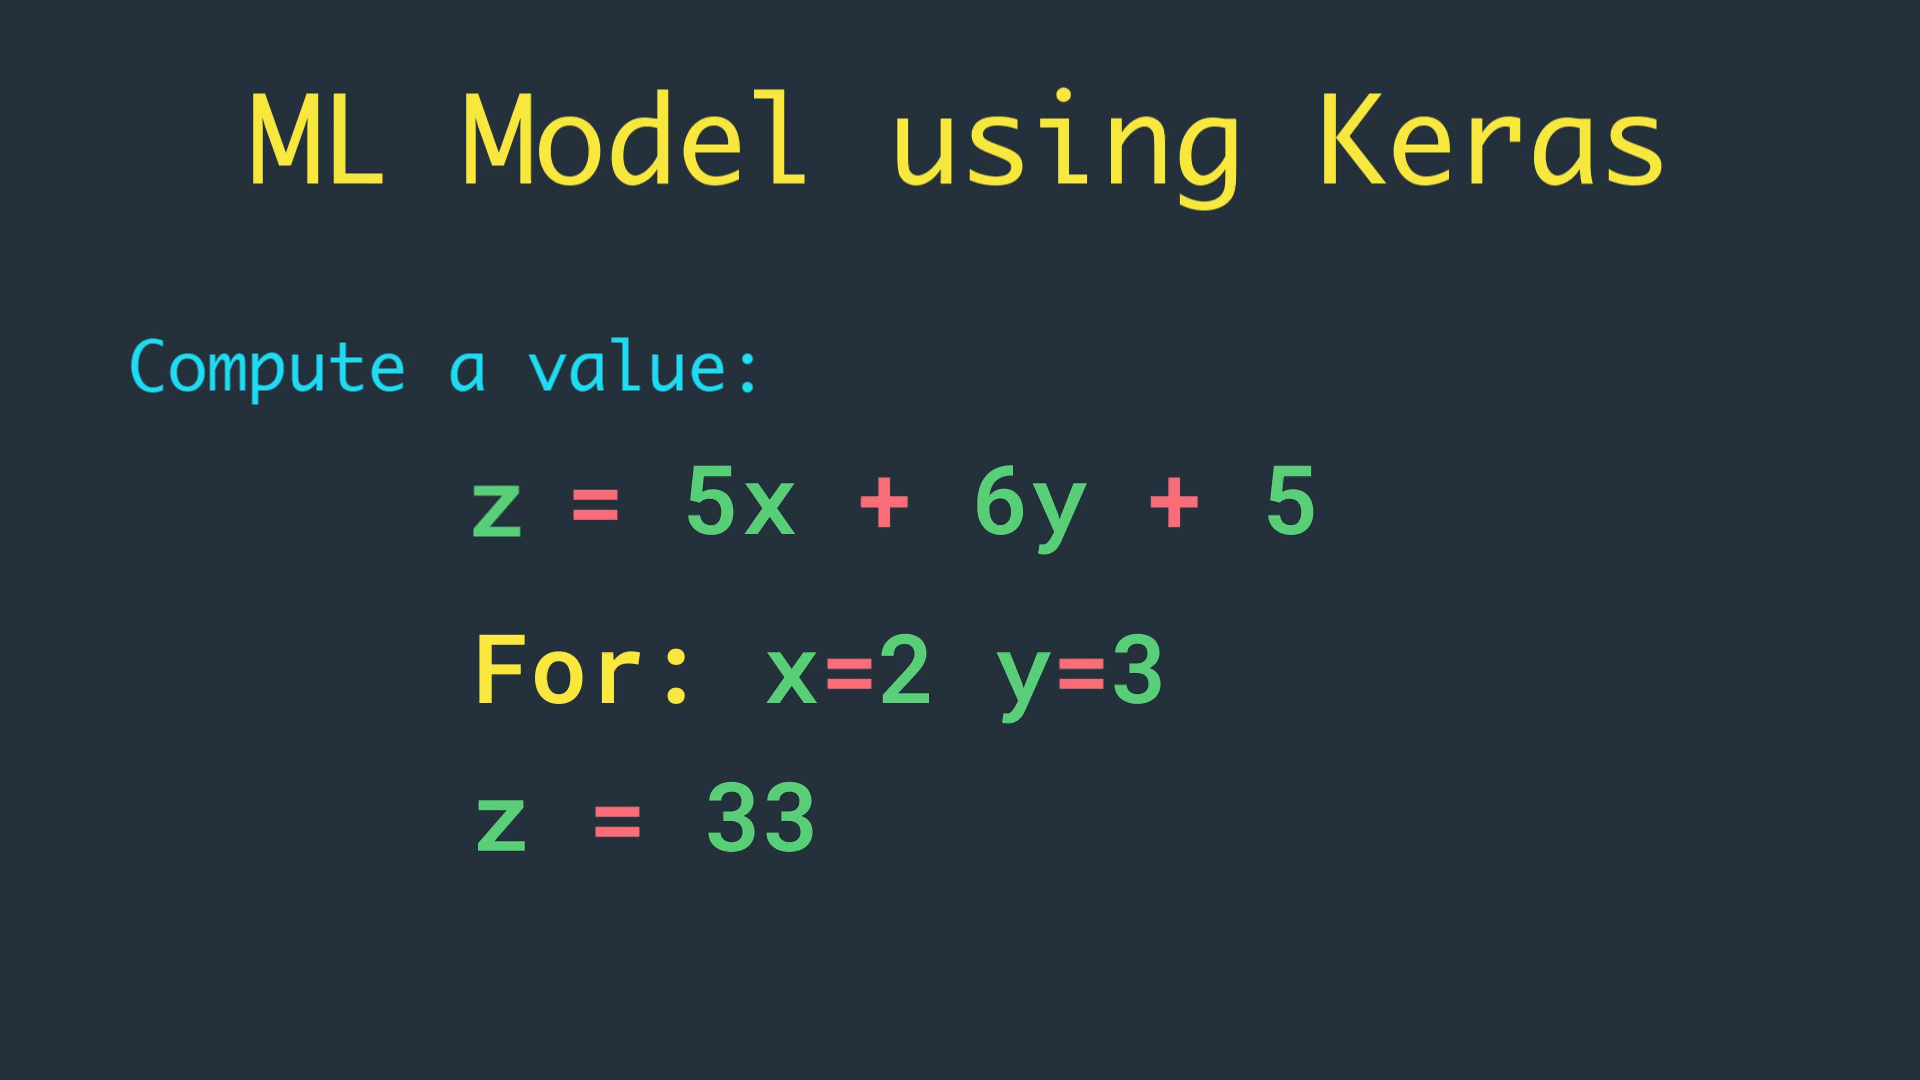 ML Model using Keras
Compute a value:
z = 5x + 6y + 5
For: x=2 y=3
z = 33